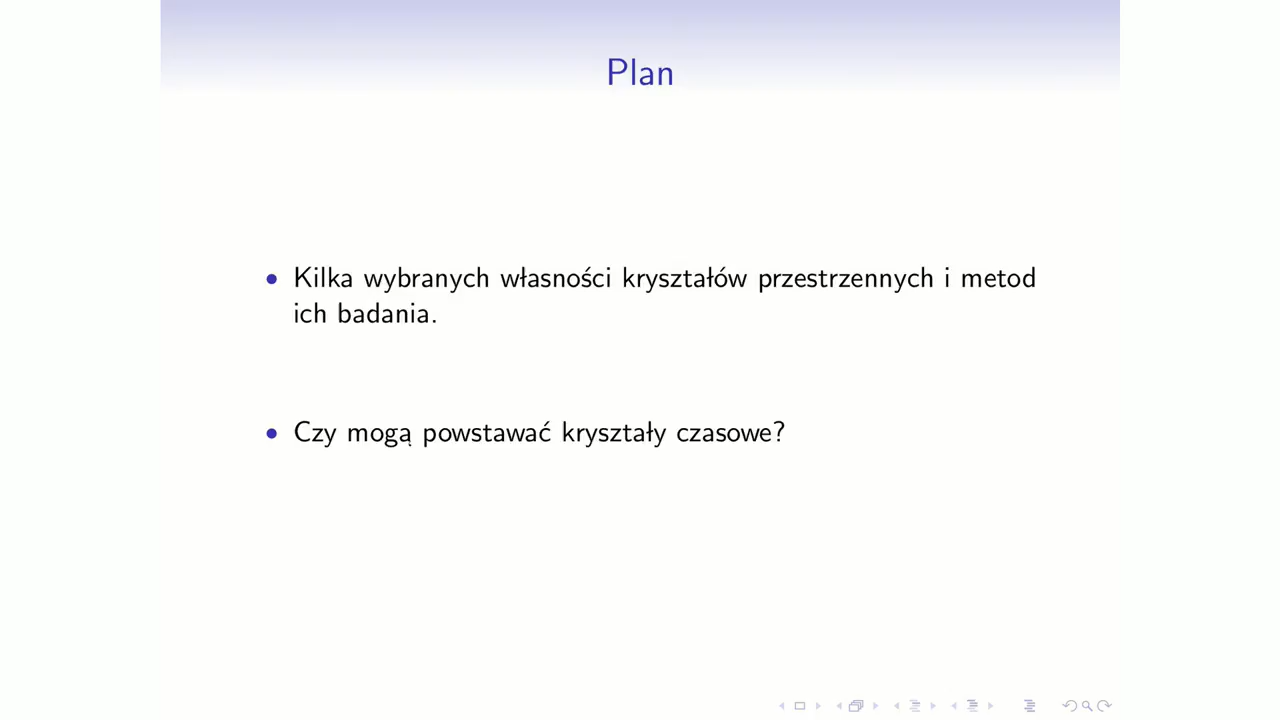 Plan
• Kilka wybranych własności kryształów przestrzennych i metod
ich badania.
• Czy mogą powstawać kryształy czasowe?